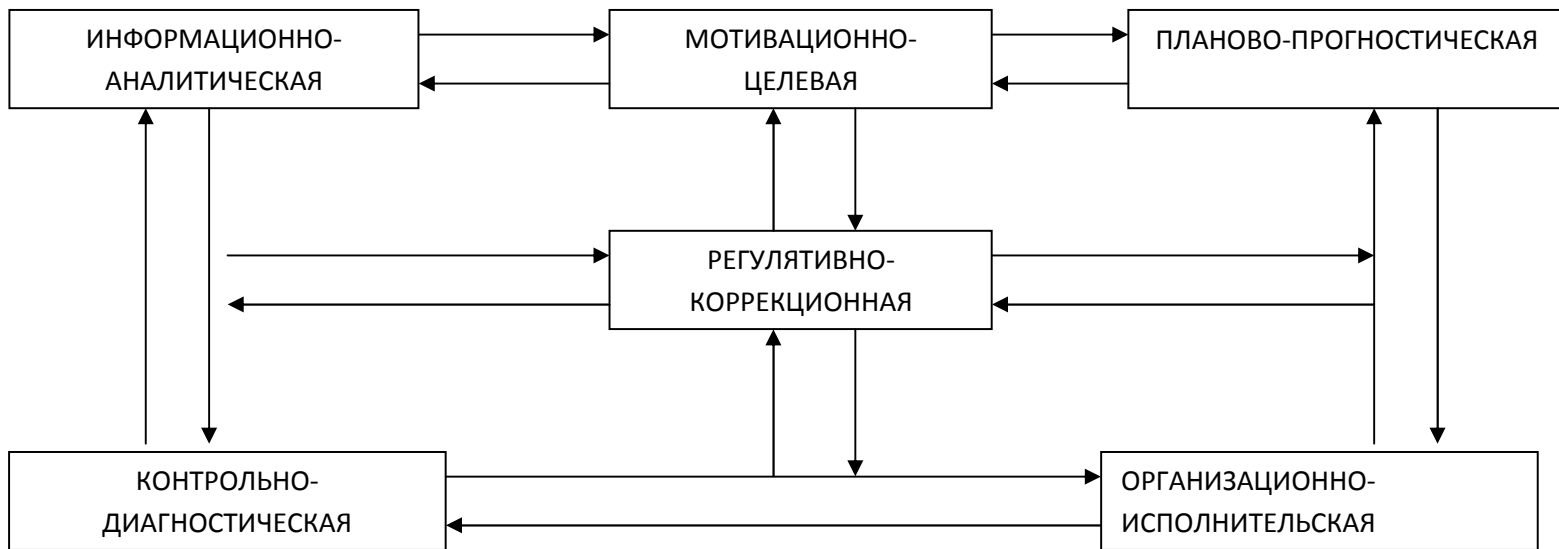 ИНФОРМАЦИОННО-
АНАЛИТИЧЕСКАЯ
МОТИВАЦИОННО-
ЦЕЛЕВАЯ
ПЛАНОВО-ПРОГНОСТИЧЕСКАЯ
РЕГУЛЯТИВНО-
КОРРЕКЦИОННАЯ
КОНТРОЛЬНО-
ДИАГНОСТИЧЕСКАЯ
ОРГАНИЗАЦИОННО-
ИСПОЛНИТЕЛЬСКАЯ